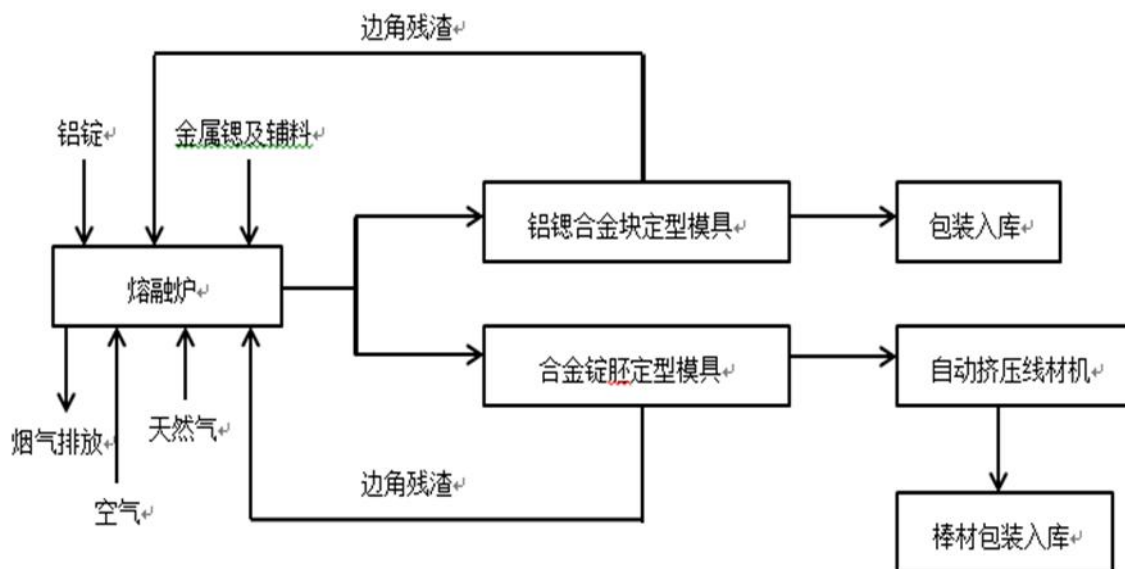 边角残渣
铝锭
金属锶及辅料
铝锶合金块定型模具
包装入库
熔融炉
合金锭胚定型模具
自动挤压线材机
烟气排放
天然气
空气
边角残渣
棒材包装入库